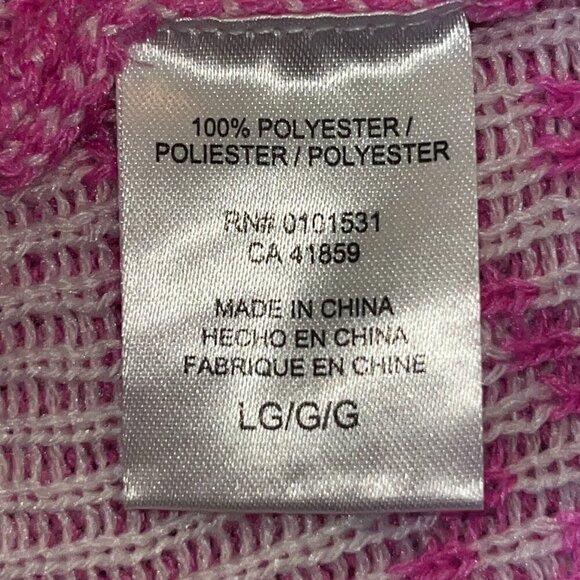 100% POLYESTER /
POLIESTER / POLYESTER
RN# 0101531
CA 41859
MADE IN CHINA
HECHO EN CHINA
FABRIQUE EN CHINE
LG/G/G